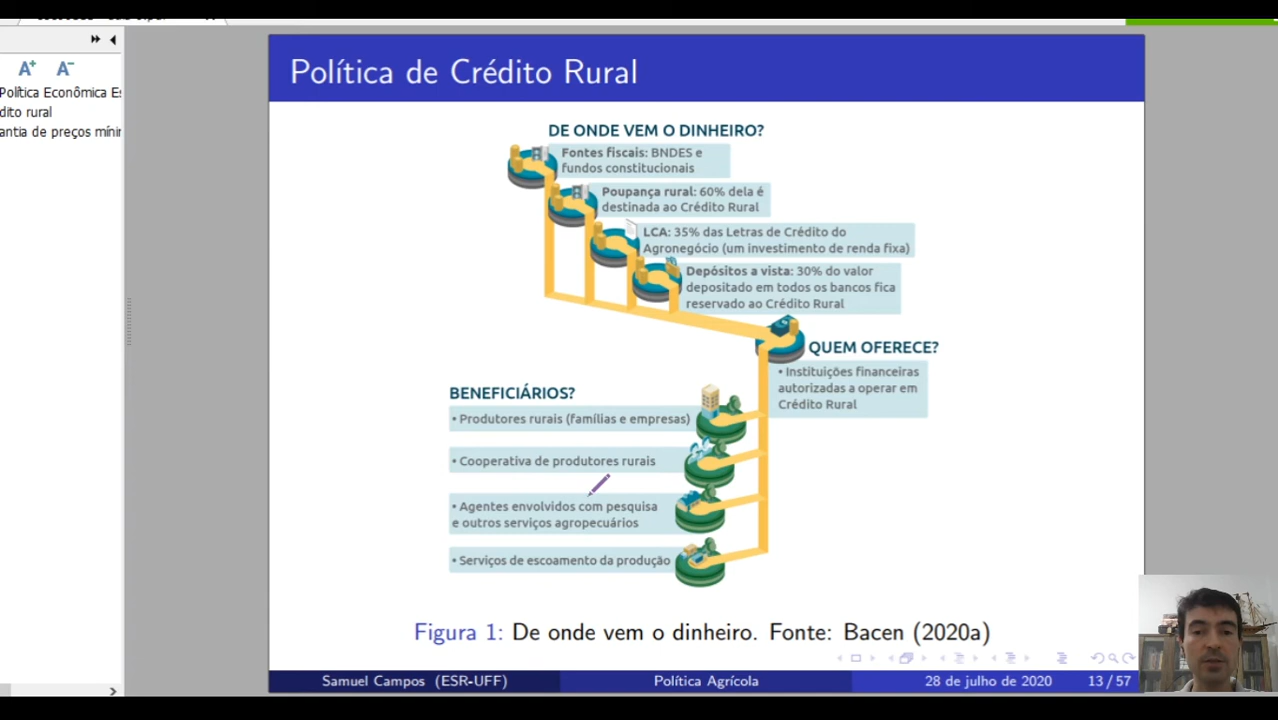 A+ A-
Política Econômica Es
dito rural
antia de preços mínir
Política de Crédito Rural
DE ONDE VEM O DINHEIRO?
Fontes fiscais: BNDES e
fundos constitucionais
Poupança rural: 60% dela é
destinada ao Crédito Rural
LCA: 35% das Letras de Crédito do
Agronegócio (um investimento de renda fixa)
Depósitos a vista: 30% do valor
depositado em todos os bancos fica
reservado ao Crédito Rural
QUEM OFERECE?
• Instituições financeiras
autorizadas a operar em
Crédito Rural
BENEFICIÁRIOS?
• Produtores rurais (famílias e empresas)
• Cooperativa de produtores rurais
• Agentes envolvidos com pesquisa
e outros serviços agropecuários
• Serviços de escoamento da produção
Figura 1: De onde vem o dinheiro. Fonte: Bacen (2020a)
Samuel Campos (ESR-UFF)
Política Agrícola
28 de julho de 2020
13 / 57